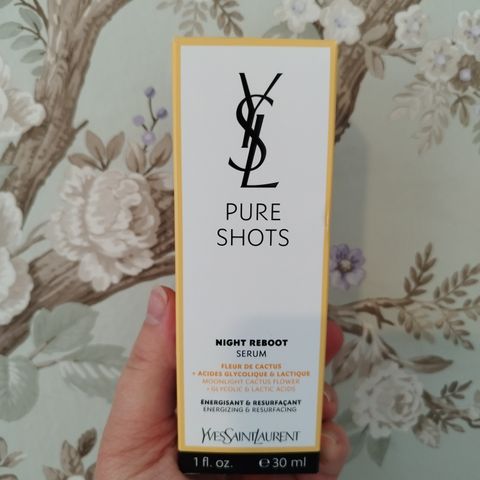 YSL
PURE
SHOTS
NIGHT REBOOT
SERUM
FLEUR DE CACTUS
+ ACIDES GLYCOLIQUE & LACTIQUE
MOONLIGHT CACTUS FLOWER
+ GLYCOLIC & LACTIC ACIDS
ÉNERGISANT & RESURFAÇANT
ENERGIZING & RESURFACING
YVESSAINTLAURENT
1 fl. oz. ℮ 30 ml